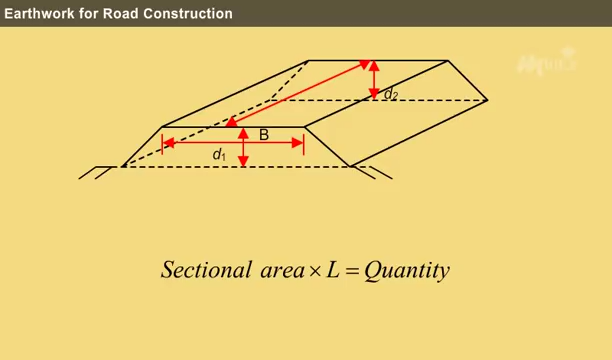 Earthwork for Road Construction
d2
B
d1
Sectional area × L = Quantity